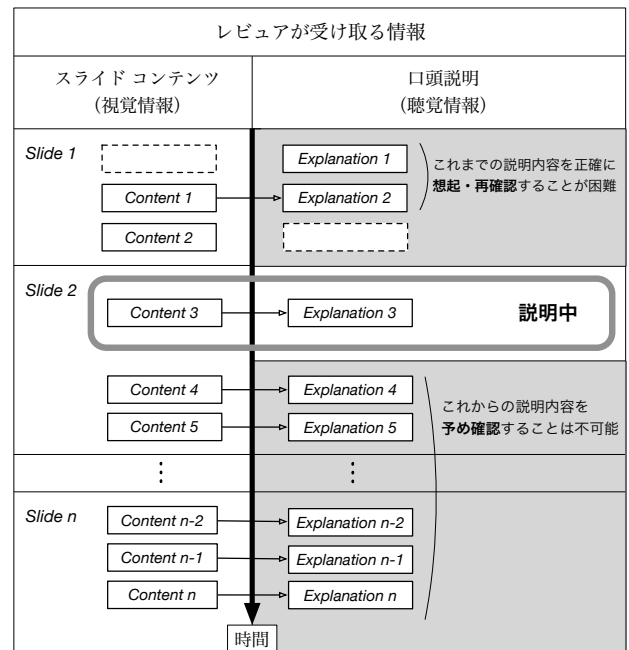 レビュアが受け取る情報
スライド コンテンツ
(視覚情報)
口頭説明
(聴覚情報)
Slide 1
Explanation 1
Content 1
Explanation 2
Content 2
これまでの説明内容を正確に
想起・再確認することが困難
Slide 2
Content 3
Explanation 3
説明中
Content 4
Explanation 4
Content 5
Explanation 5
これからの説明内容を
予め確認することは不可能
⋮
⋮
Slide n
Content n-2
Explanation n-2
Content n-1
Explanation n-1
Content n
Explanation n
時間